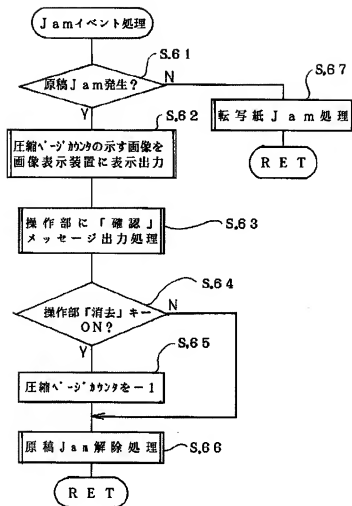 Jamイベント処理
S.61
原稿Jam発生?
N
S.67
Y
S.62
転写紙Jam処理
圧縮ページカウンタの示す画像を
画像表示装置に表示出力
RET
S.63
操作部に「確認」
メッセージ出力処理
S.64
操作部「消去」キー
ON?
N
Y
S.65
圧縮ページカウンタを−1
S.66
原稿Jam解除処理
RET